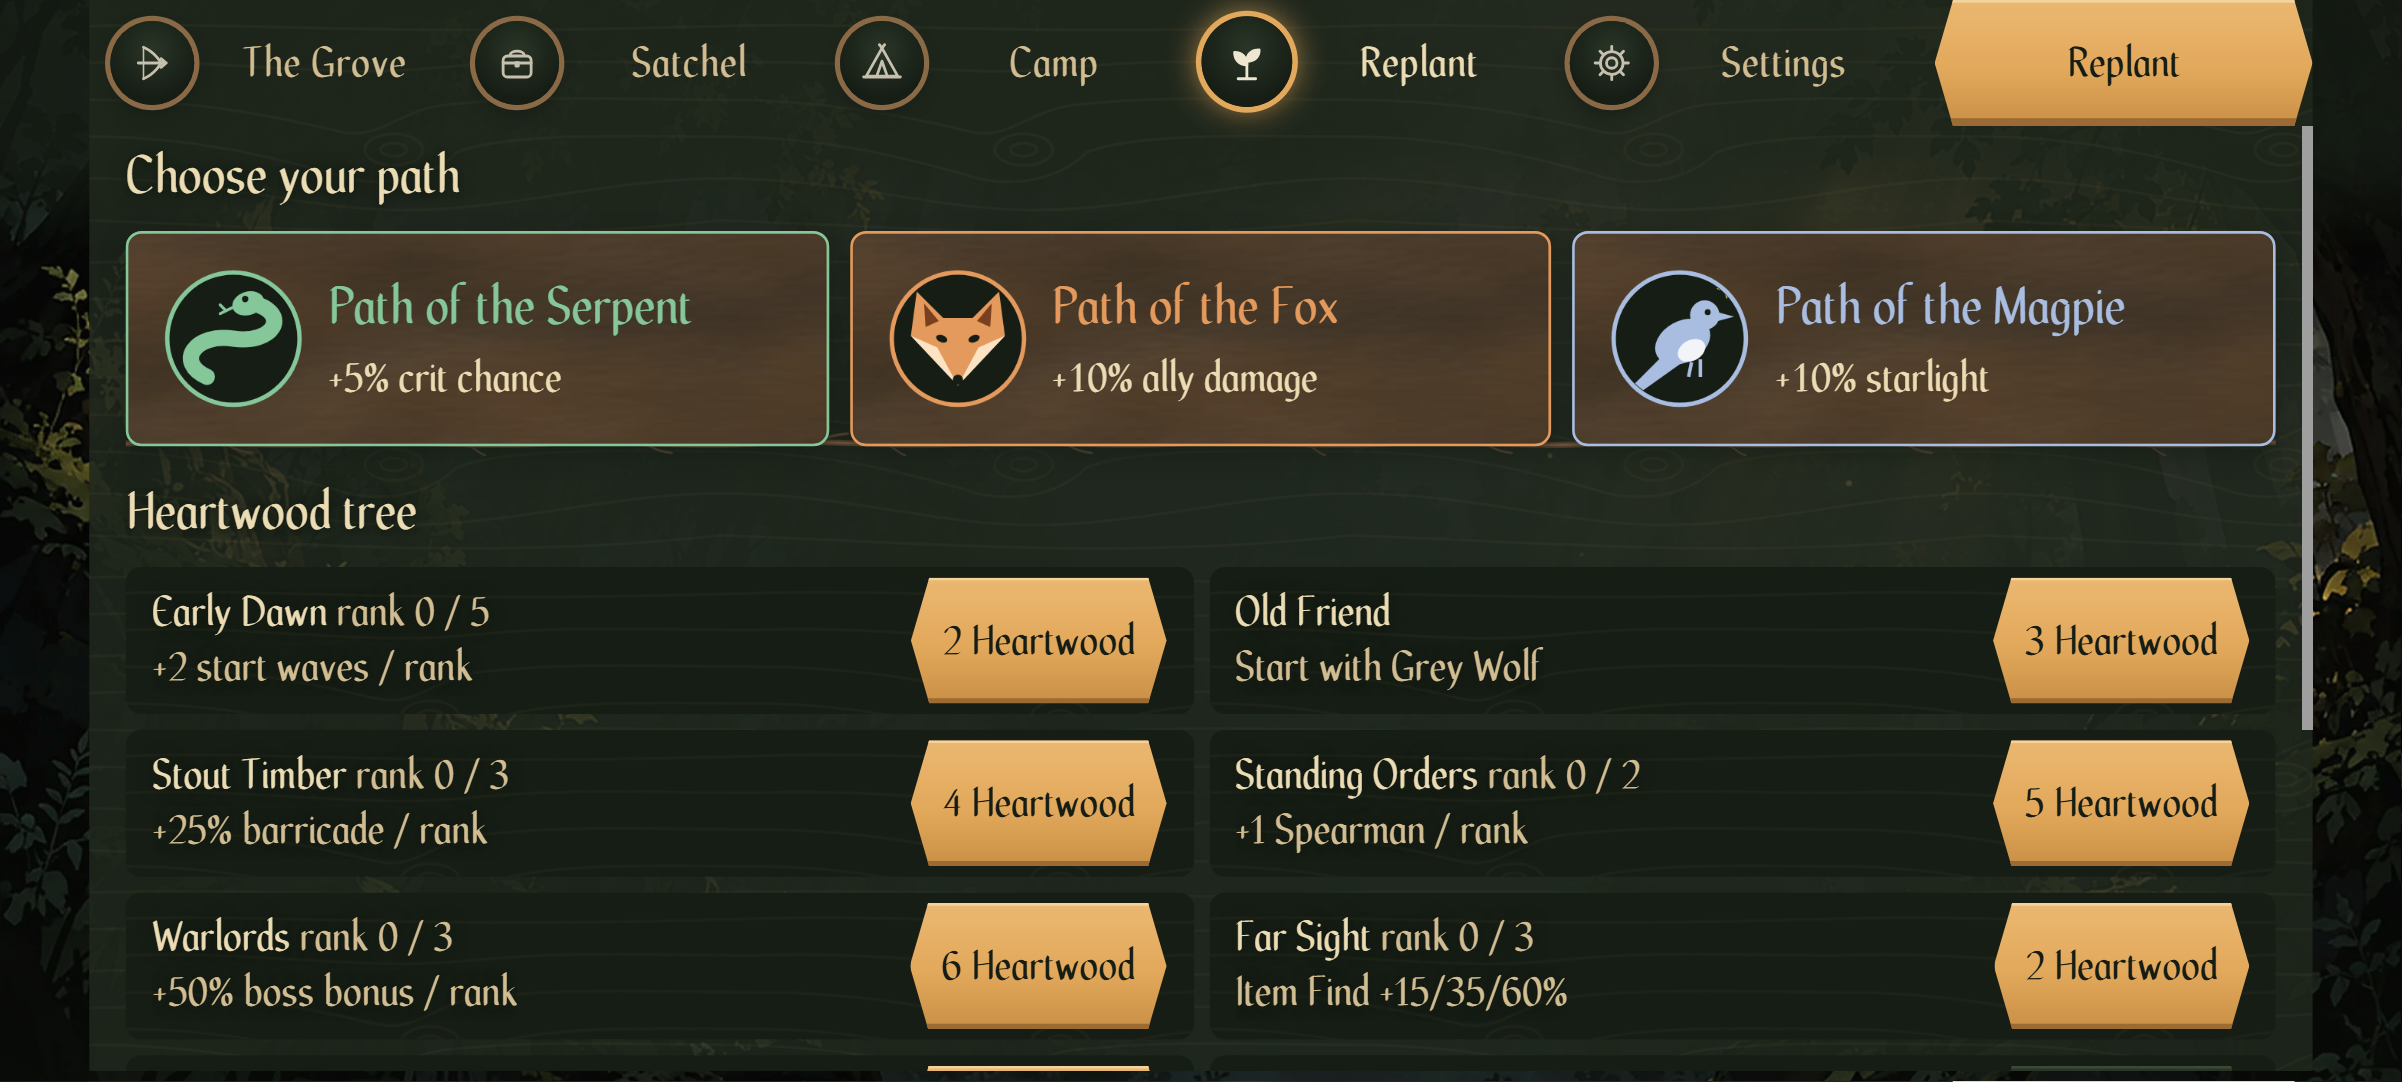 The Grove
Satchel
Camp
Replant
Settings
Replant
Choose your path
Path of the Serpent
+5% crit chance
Path of the Fox
+10% ally damage
Path of the Magpie
+10% starlight
Heartwood tree
Early Dawn rank 0 / 5
+2 start waves / rank
2 Heartwood
Old Friend
Start with Grey Wolf
3 Heartwood
Stout Timber rank 0 / 3
+25% barricade / rank
4 Heartwood
Standing Orders rank 0 / 2
+1 Spearman / rank
5 Heartwood
Warlords rank 0 / 3
+50% boss bonus / rank
6 Heartwood
Far Sight rank 0 / 3
Item Find +15/35/60%
2 Heartwood